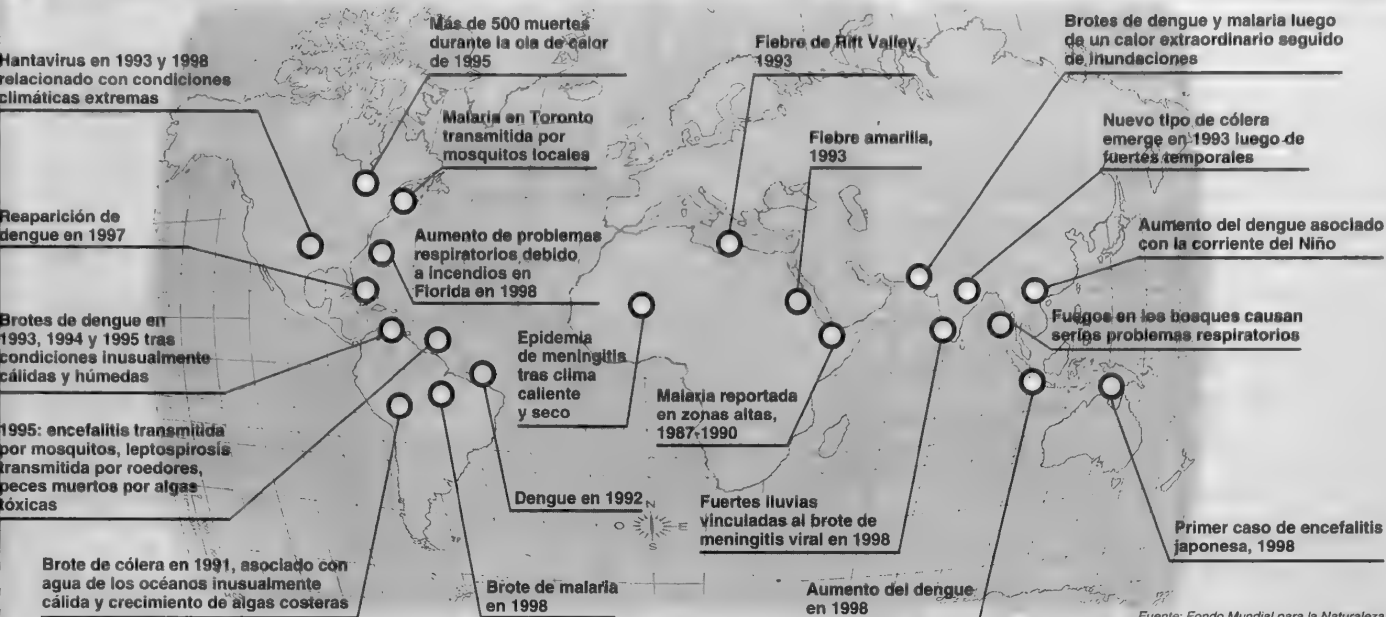 Hantavirus en 1993 y 1998
relacionado con condiciones
climáticas extremas
Más de 500 muertes
durante la ola de calor
de 1995
Malaria en Toronto
transmitida por
mosquitos locales
Fiebre de Rift Valley,
1993
Fiebre amarilla,
1993
Brotes de dengue y malaria luego
de un calor extraordinario seguido
de inundaciones
Nuevo tipo de cólera
emerge en 1993 luego de
fuertes temporales
Reaparición de
dengue en 1997
Aumento de problemas
respiratorios debido
a incendios en
Florida en 1998
Aumento del dengue asociado
con la corriente del Niño
Brotes de dengue en
1993, 1994 y 1995 tras
condiciones inusualmente
cálidas y húmedas
Epidemia
de meningitis
tras clima
caliente
y seco
Malaria reportada
en zonas altas,
1987-1990
Fuegos en los bosques causan
serios problemas respiratorios
1995: encefalitis transmitida
por mosquitos, leptospirosis
transmitida por roedores,
peces muertos por algas
tóxicas
Dengue en 1992
N
O E
S
Fuertes lluvias
vinculadas al brote de
meningitis viral en 1998
Primer caso de encefalitis
japonesa, 1998
Brote de cólera en 1991, asociado con
agua de los océanos inusualmente
cálida y crecimiento de algas costeras
Brote de malaria
en 1998
Aumento del dengue
en 1998
Fuente: Fondo Mundial para la Naturaleza